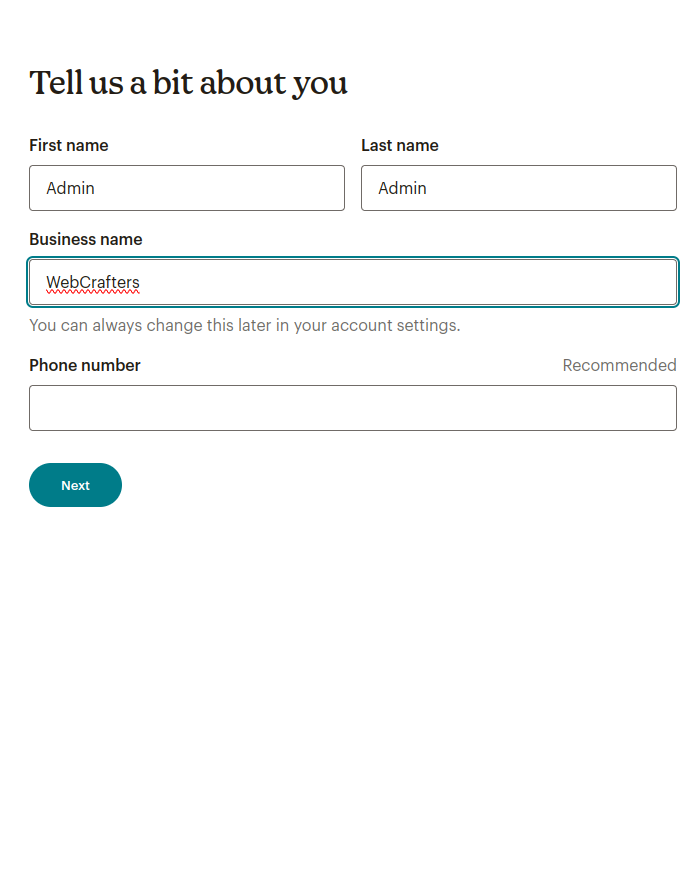 Tell us a bit about you
First name Last name
Admin Admin
Business name
WebCrafters
You can always change this later in your account settings.
Phone number Recommended
Next